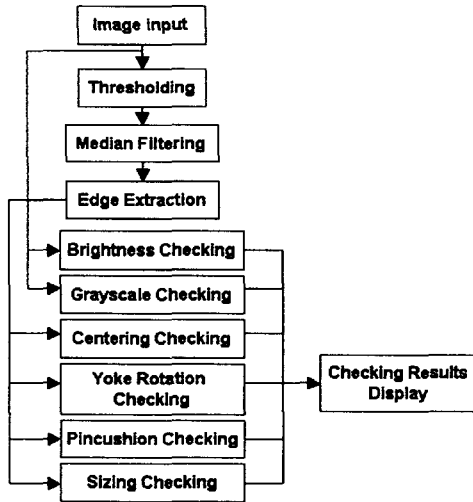 Image input
Thresholding
Median Filtering
Edge Extraction
Brightness Checking
Grayscale Checking
Centering Checking
Yoke Rotation
Checking
Pincushion Checking
Sizing Checking
Checking Results
Display